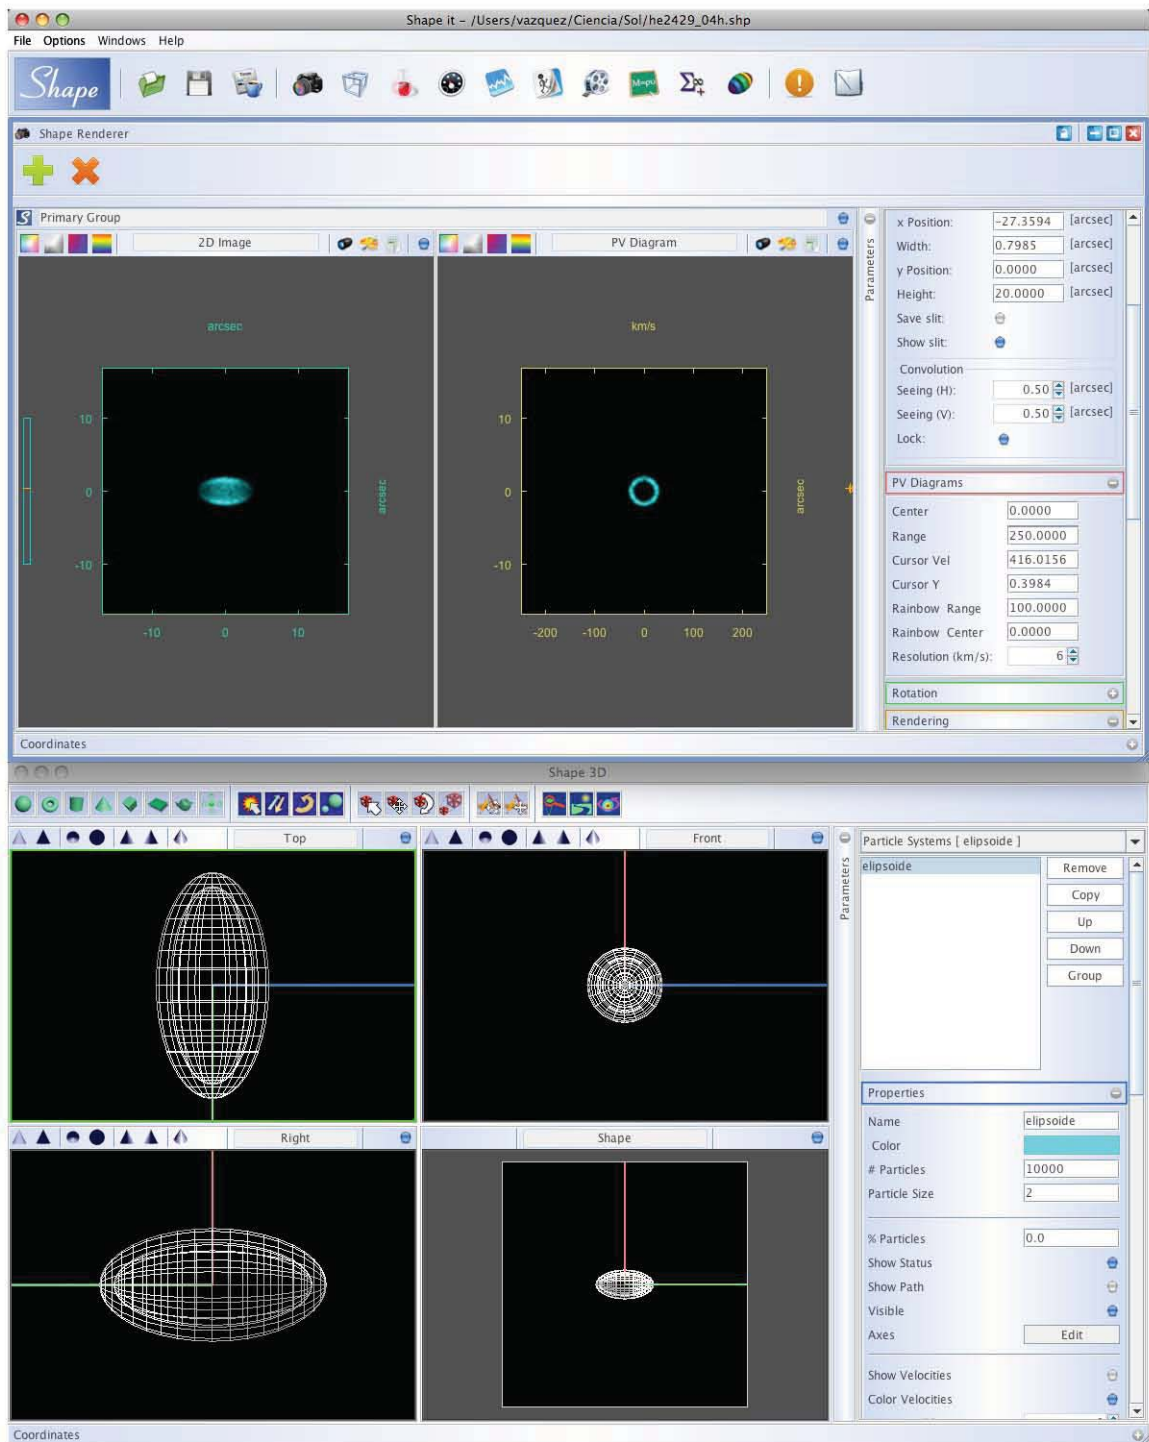 Shape it - /Users/vazquez/Ciencia/Sol/he2429_04h.shp
File Options Windows Help
Shape
M=ρυ
Σ
Shape Renderer
S Primary Group
2D Image
PV Diagram
arcsec
10
0
-10
-10 0 10
arcsec
km/s
10
0
-10
-200 -100 0 100 200
arcsec
Parameters
x Position: -27.3594 [arcsec]
Width: 0.7985 [arcsec]
y Position: 0.0000 [arcsec]
Height: 20.0000 [arcsec]
Save slit:
Show slit:
Convolution
Seeing (H): 0.50 [arcsec]
Seeing (V): 0.50 [arcsec]
Lock:
PV Diagrams
Center 0.0000
Range 250.0000
Cursor Vel 416.0156
Cursor Y 0.3984
Rainbow Range 100.0000
Rainbow Center 0.0000
Resolution (km/s): 6
Rotation
Rendering
Coordinates
Shape 3D
Top
Front
Right
Shape
Parameters
Particle Systems [ elipsoide ]
elipsoide
Remove
Copy
Up
Down
Group
Properties
Name elipsoide
Color
# Particles 10000
Particle Size 2
% Particles 0.0
Show Status
Show Path
Visible
Axes Edit
Show Velocities
Color Velocities
Coordinates